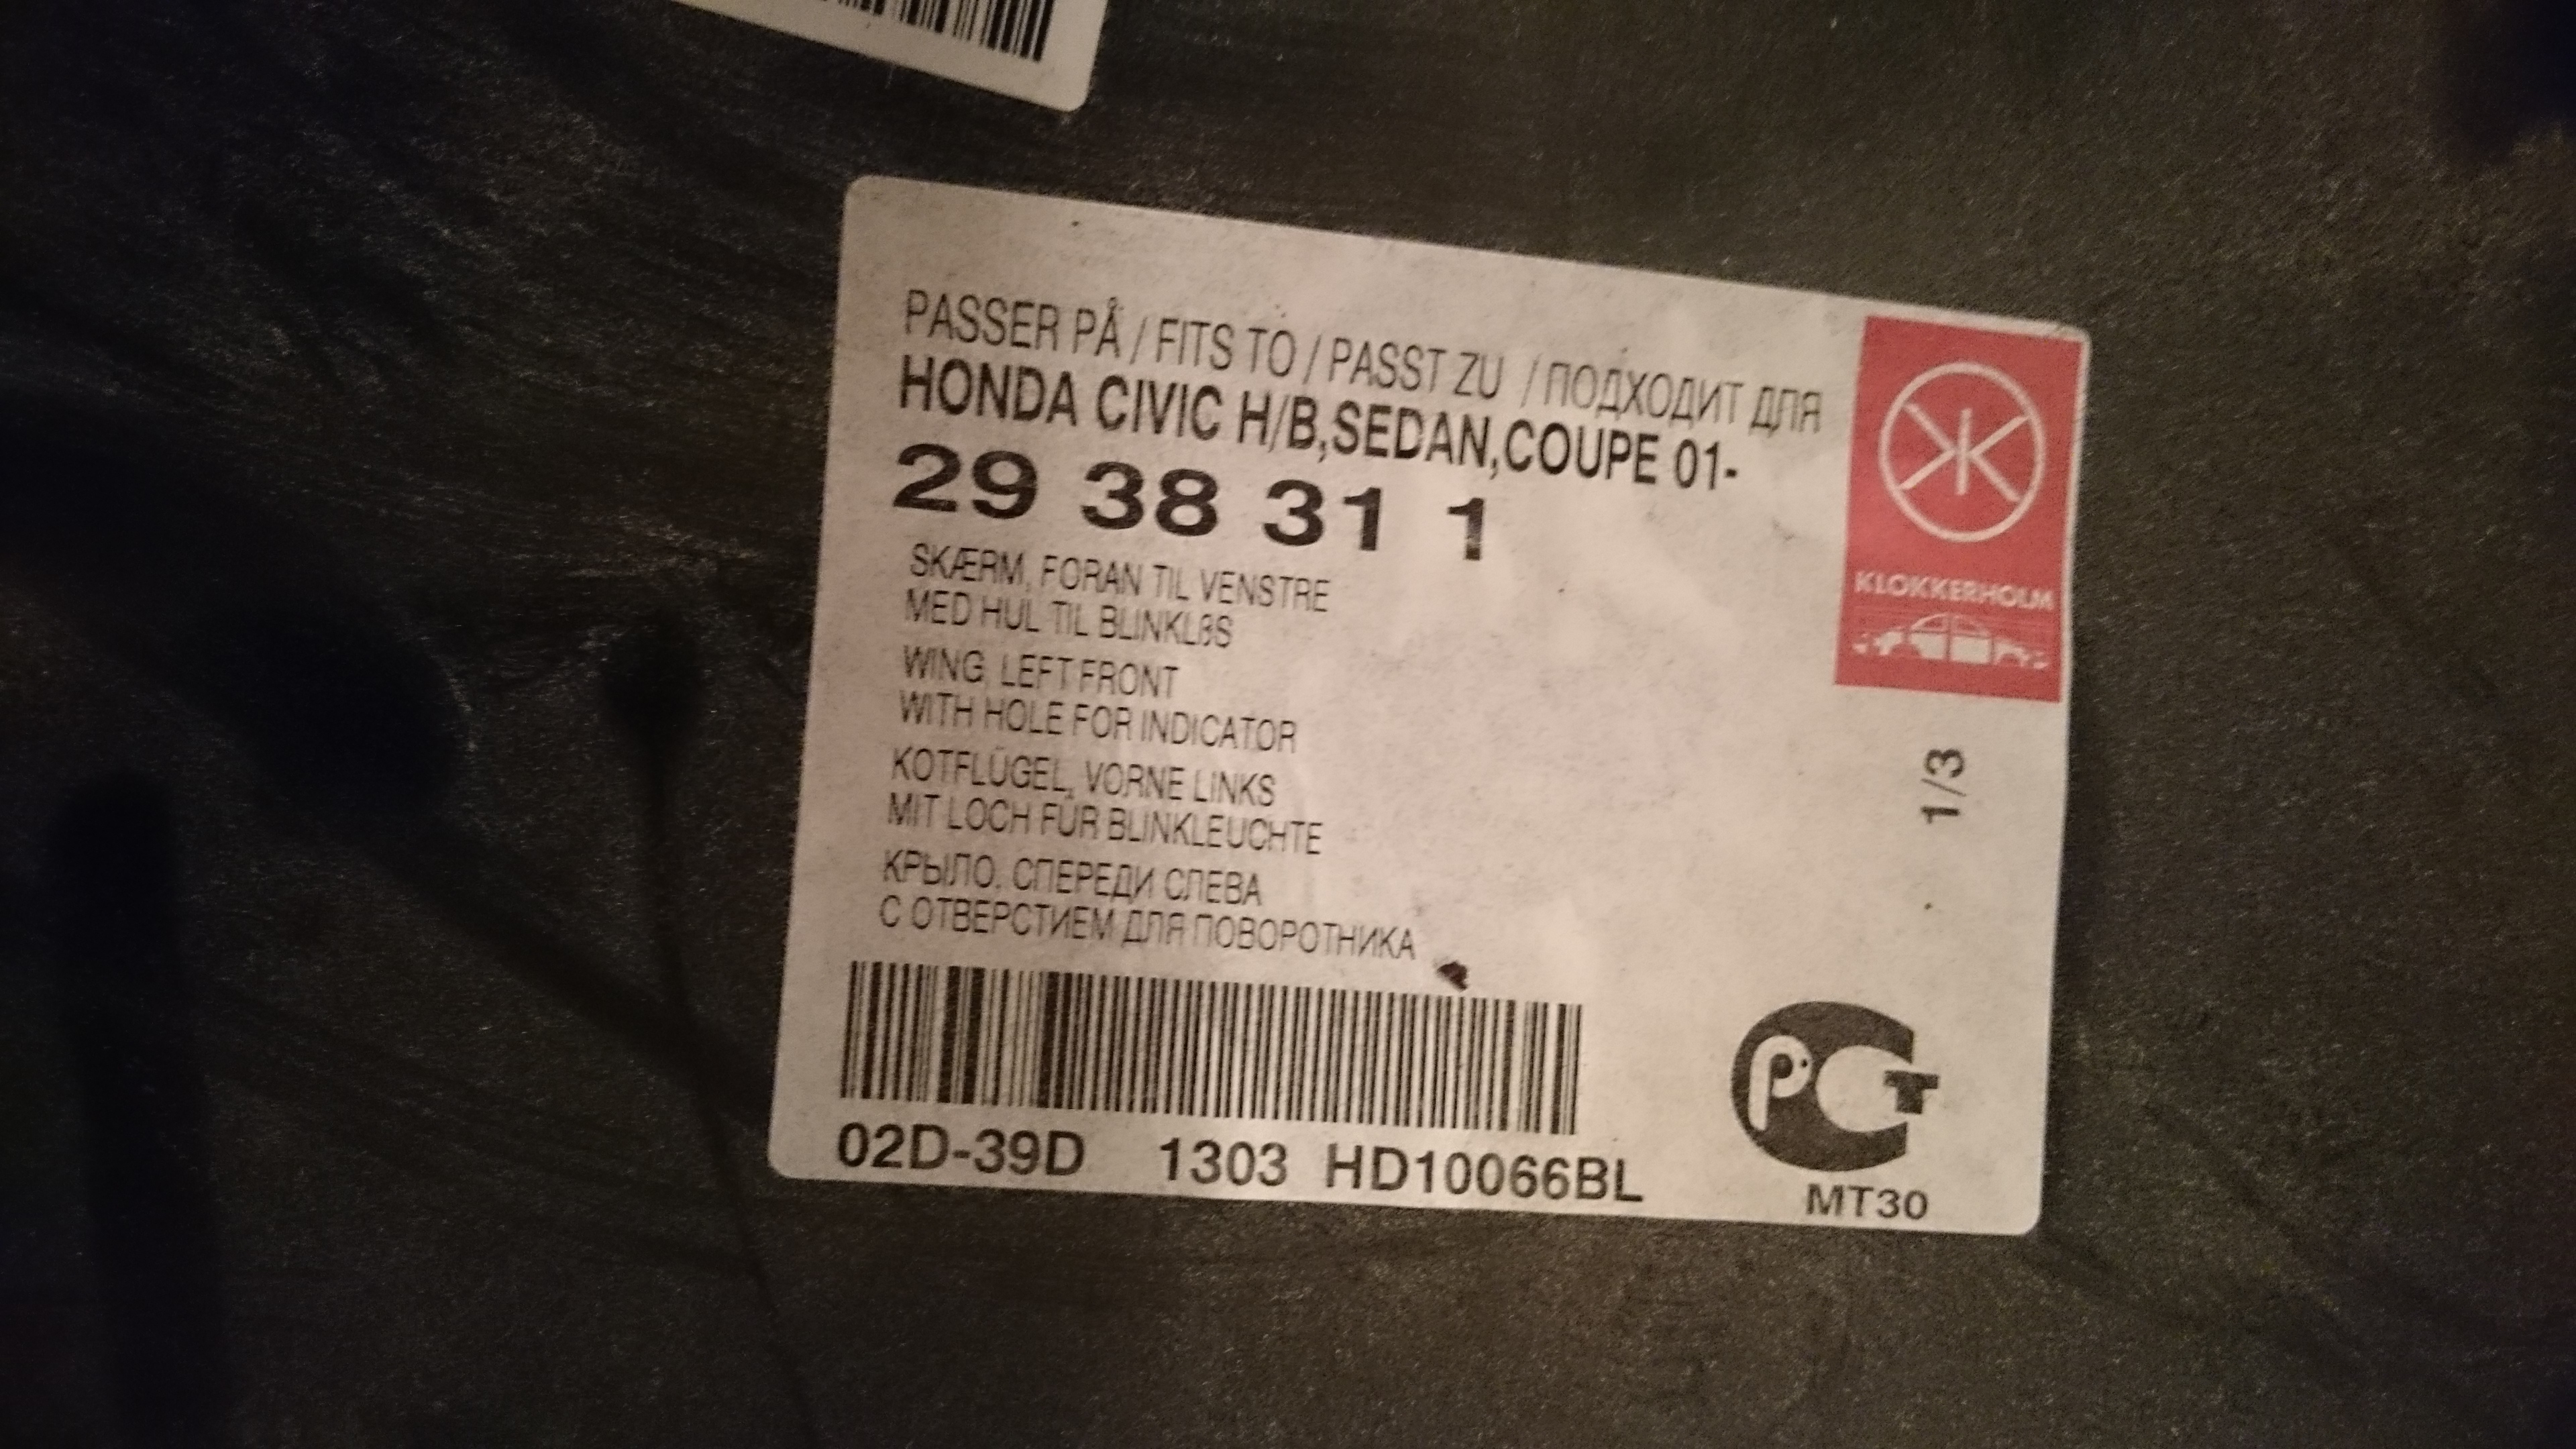 PASSER PÅ / FITS TO / PASST ZU / ПОДХОДИТ ДЛЯ
HONDA CIVIC H/B,SEDAN,COUPE 01-
29 38 31 1
SKÆRM, FORAN TIL VENSTRE
MED HUL TIL BLINKLØS
WING, LEFT FRONT
WITH HOLE FOR INDICATOR
KOTFLÜGEL, VORNE LINKS
MIT LOCH FÜR BLINKLEUCHTE
КРЫЛО, СПЕРЕДИ СЛЕВА
С ОТВЕРСТИЕМ ДЛЯ ПОВОРОТНИКА
02D-39D 1303 HD10066BL
KLOKKERHOLM
1/3
РСТ
MT30